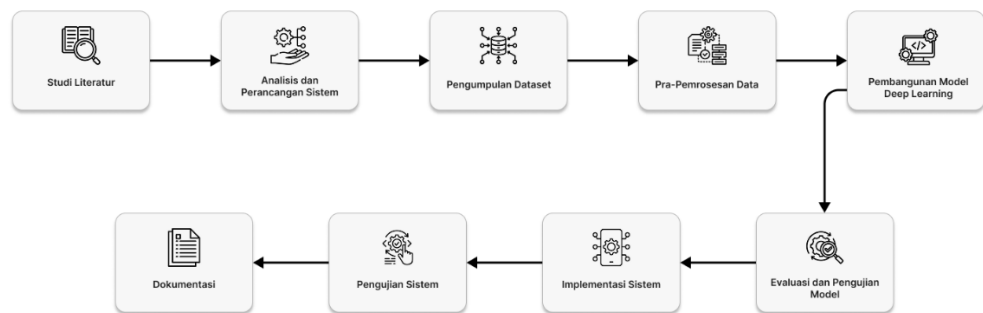 Studi Literatur
Analisis dan
Perancangan Sistem
Pengumpulan Dataset
Pra-Pemrosesan Data
Pembangunan Model
Deep Learning
Evaluasi dan Pengujian
Model
Implementasi Sistem
Pengujian Sistem
Dokumentasi